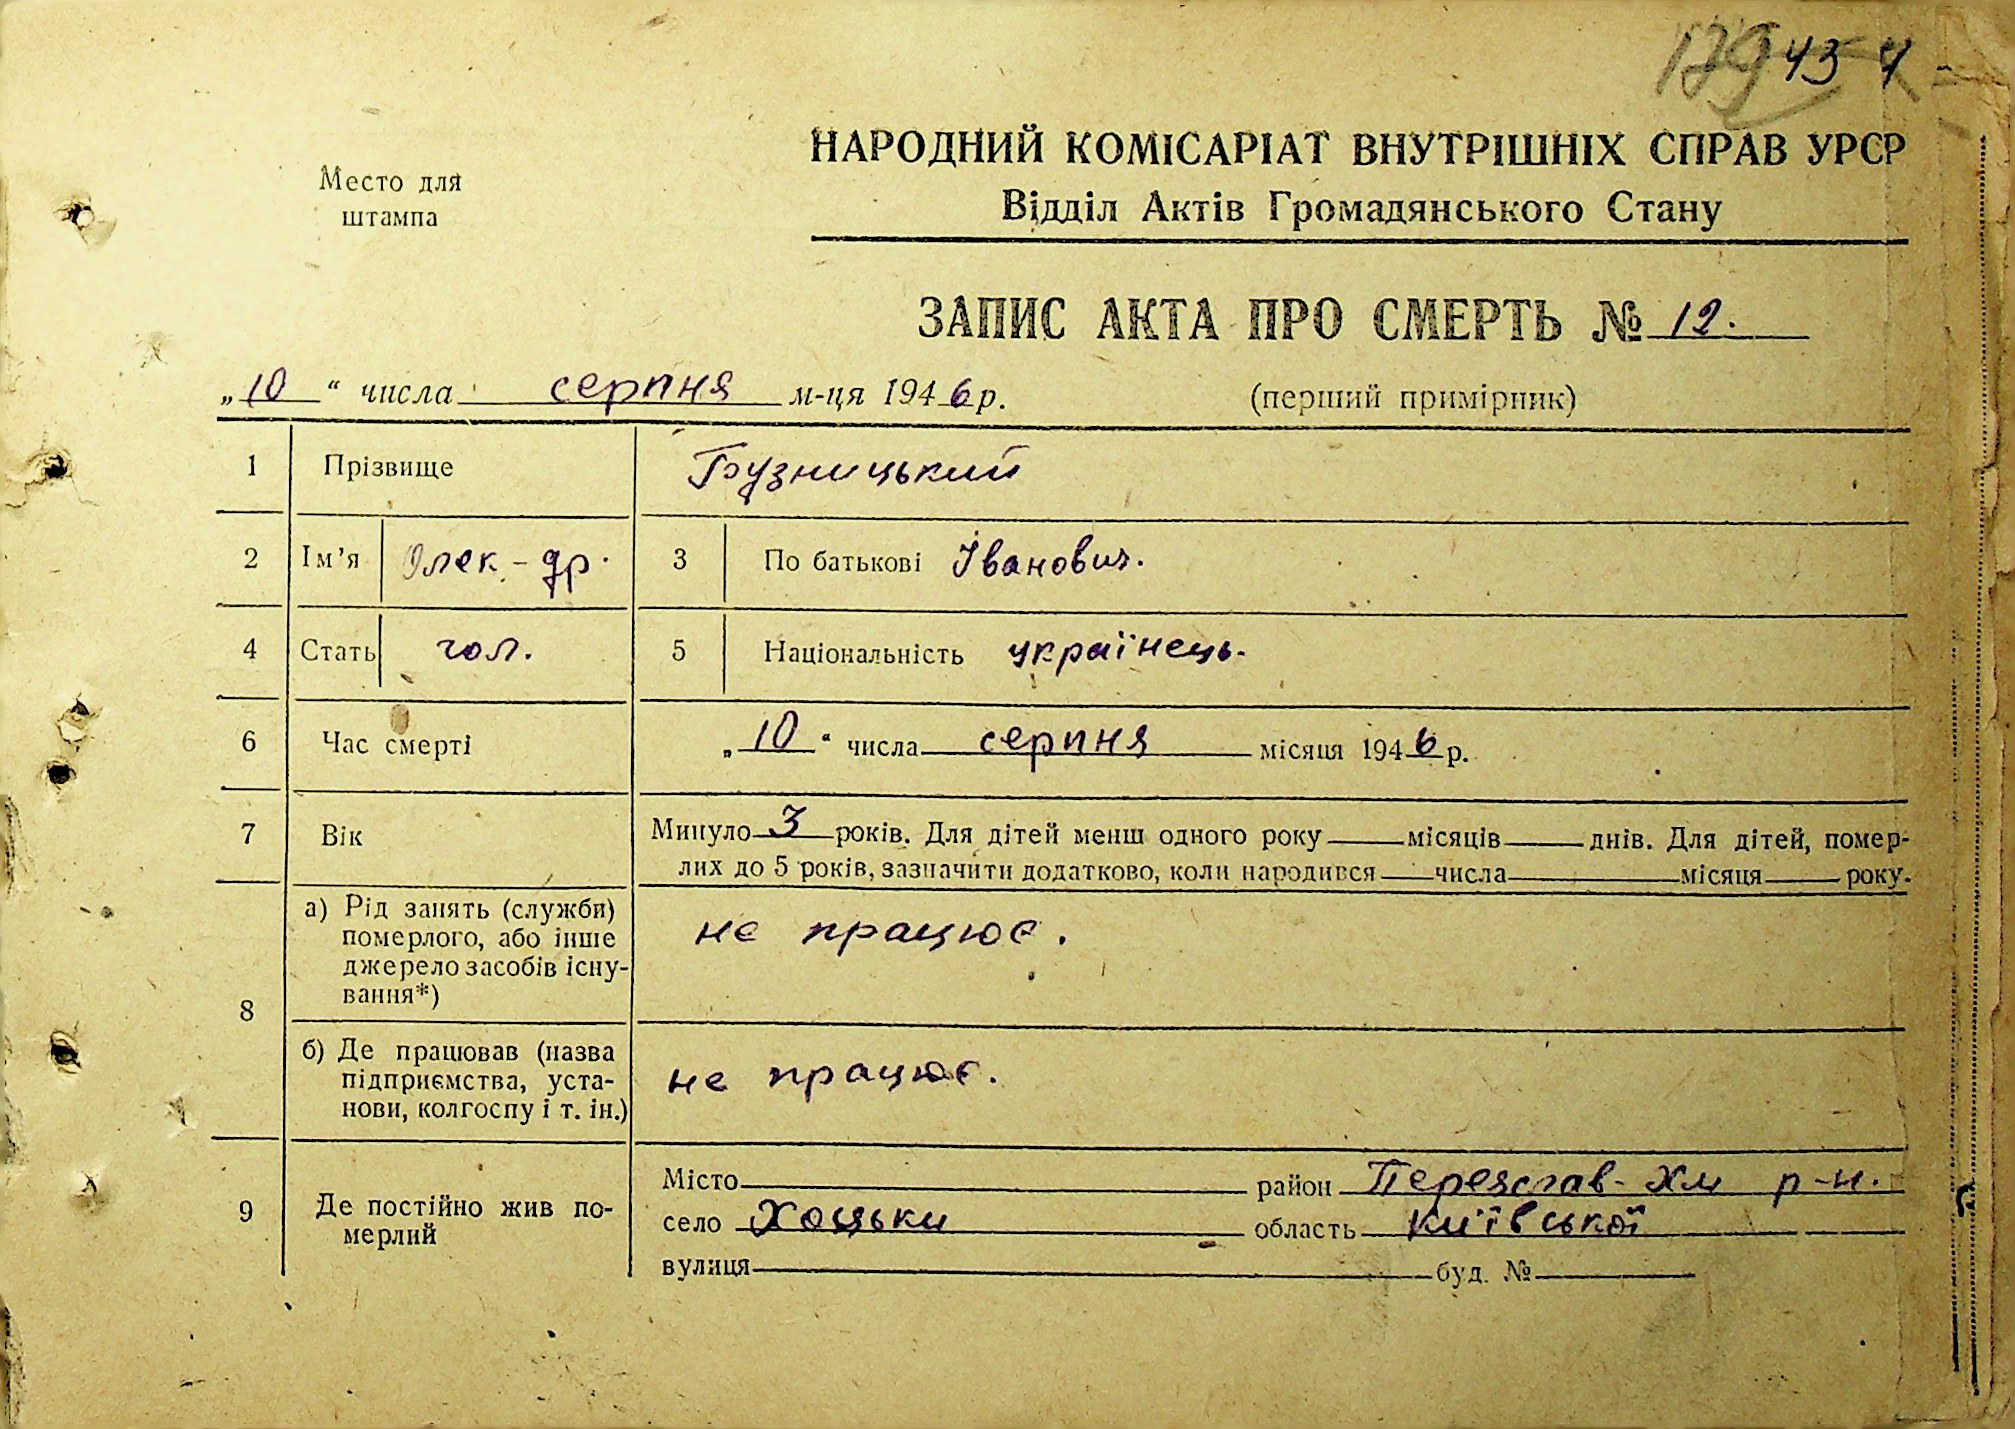 179 43 4
Место для
штампа
НАРОДНИЙ КОМІСАРІАТ ВНУТРІШНІХ СПРАВ УРСР
Відділ Актів Громадянського Стану
ЗАПИС АКТА ПРО СМЕРТЬ № 12.
„10“ числа серпня м-ця 1946 р. (перший примірник)
1 Прізвище Грузницький
2 Ім’я Олек-др. 3 По батькові Іванович.
4 Стать чол. 5 Національність українець.
6 Час смерті „10“ числа серпня місяця 1946 р.
7 Вік Минуло 3 років. Для дітей менш одного року місяців днів. Для дітей, помер-
лих до 5 років, зазначити додатково, коли народився числа місяця року.
8 а) Рід занять (служби)
померлого, або інше
джерело засобів існу-
вання*)
не працює.
б) Де працював (назва
підприємства, уста-
нови, колгоспу і т. ін.)
не працює.
9 Де постійно жив по-
мерлий
Місто район Переяслав-Хм р-н.
село Хоцьки область Київської
вулиця буд. №